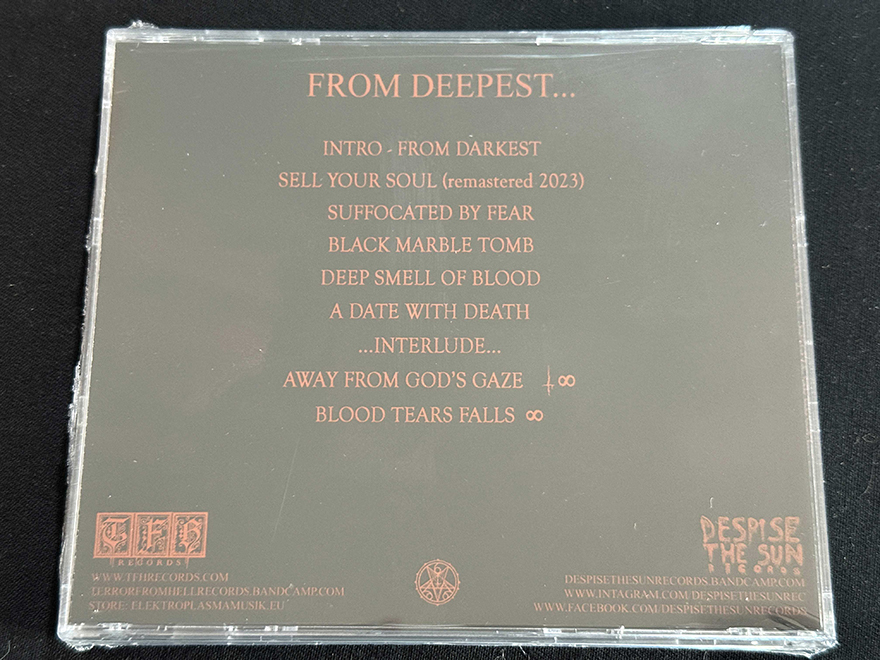 FROM DEEPEST...
INTRO - FROM DARKEST
SELL YOUR SOUL (remastered 2023)
SUFFOCATED BY FEAR
BLACK MARBLE TOMB
DEEP SMELL OF BLOOD
A DATE WITH DEATH
...INTERLUDE...
AWAY FROM GOD'S GAZE ⸸∞
BLOOD TEARS FALLS ∞
TFH
RECORDS
WWW.TFHRECORDS.COM
TERRORFROMHELLRECORDS.BANDCAMP.COM
STORE: ELEKTROPLASMAMUSIK.EU
DESPISE
THE SUN
RECORDS
DESPISETHESUNRECORDS.BANDCAMP.COM
WWW.INTAGRAM.COM/DESPISETHESUNREC
WWW.FACEBOOK.COM/DESPISETHESUNRECORDS